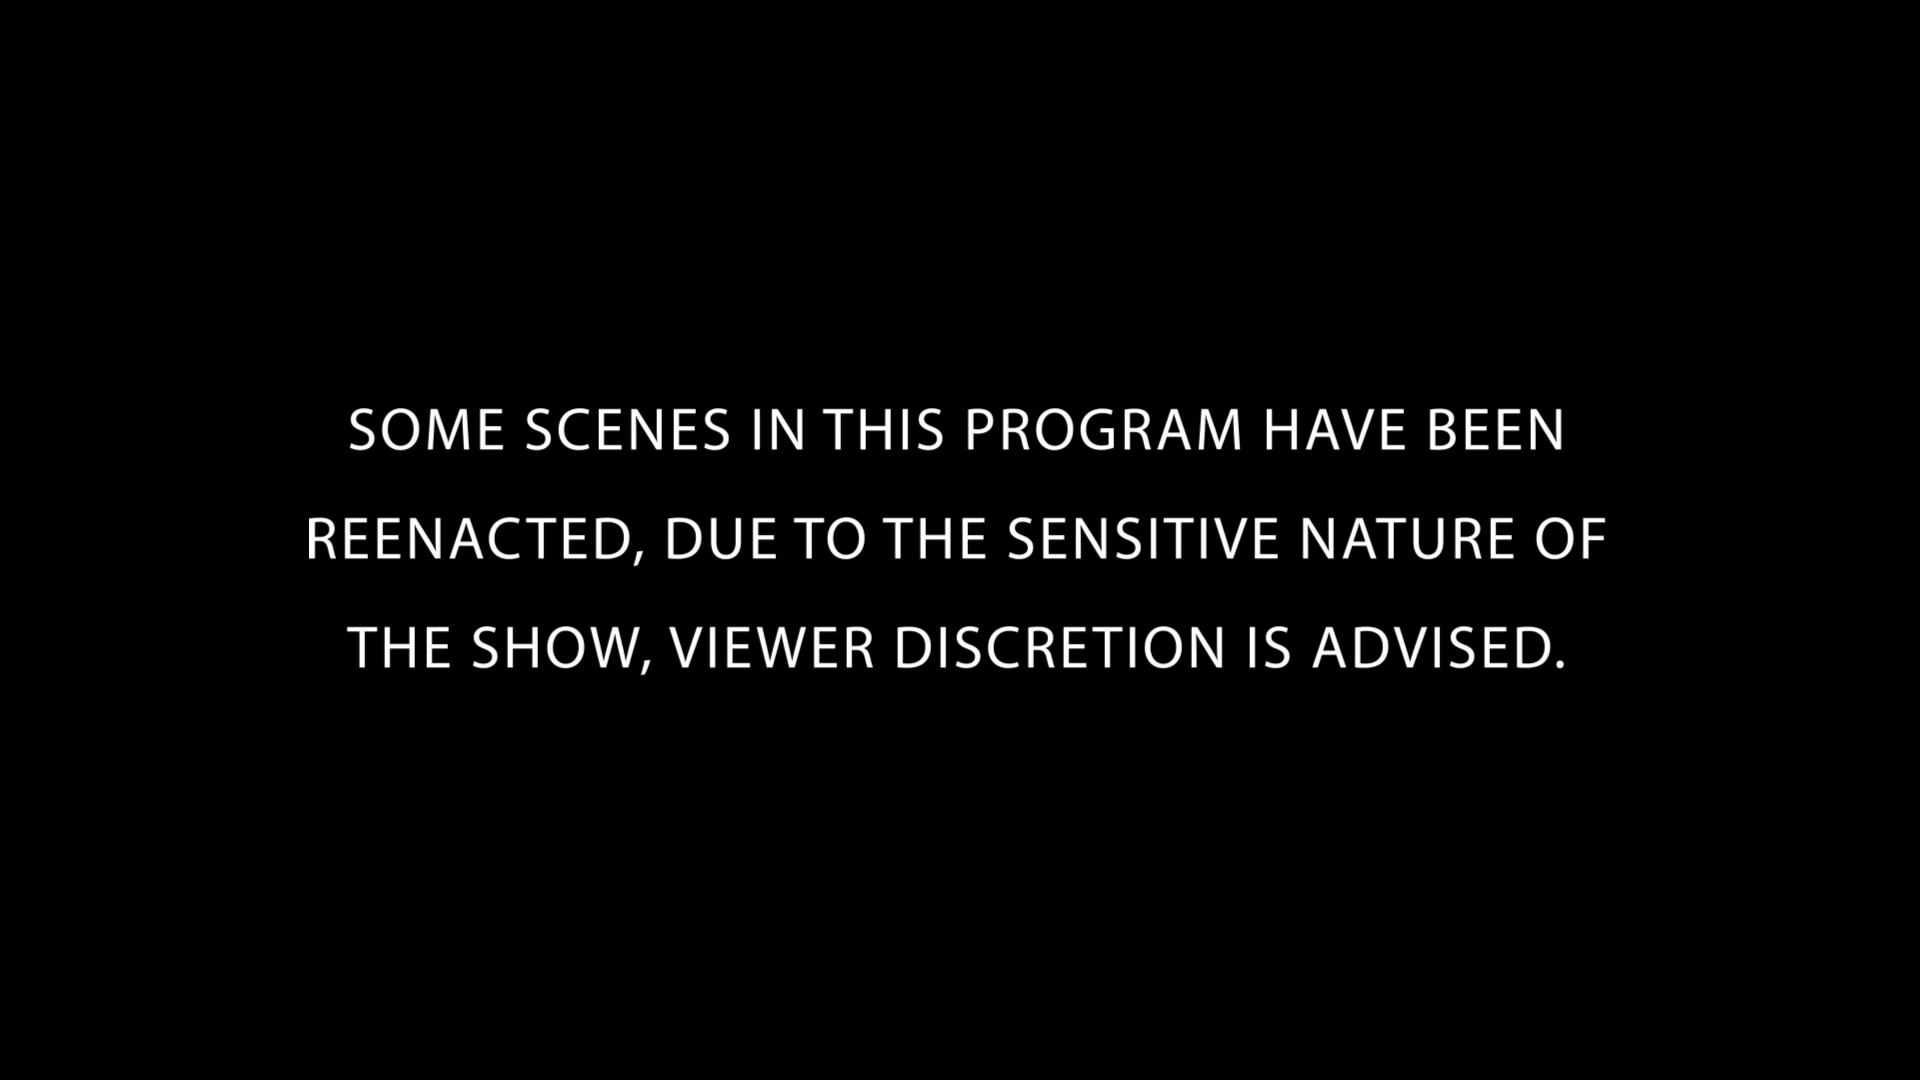 SOME SCENES IN THIS PROGRAM HAVE BEEN
REENACTED, DUE TO THE SENSITIVE NATURE OF
THE SHOW, VIEWER DISCRETION IS ADVISED.